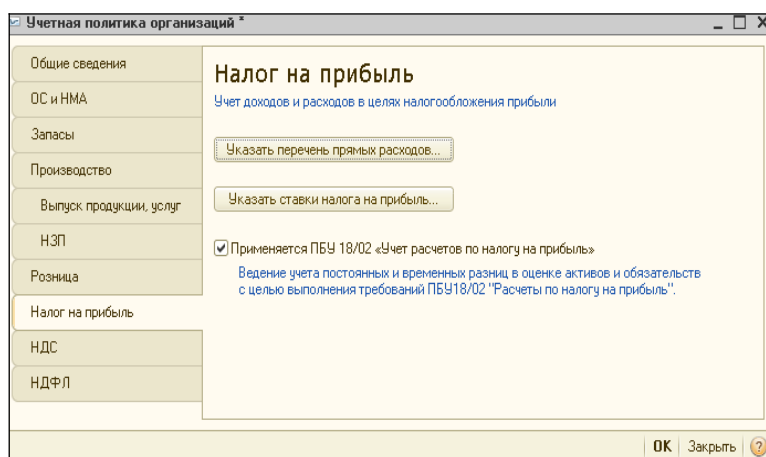 Учетная политика организаций *
Общие сведения
ОС и НМА
Запасы
Производство
Выпуск продукции, услуг
НЗП
Розница
Налог на прибыль
НДС
НДФЛ
Налог на прибыль
Учет доходов и расходов в целях налогообложения прибыли
Указать перечень прямых расходов...
Указать ставки налога на прибыль...
Применяется ПБУ 18/02 «Учет расчетов по налогу на прибыль»
Ведение учета постоянных и временных разниц в оценке активов и обязательств
с целью выполнения требований ПБУ18/02 "Расчеты по налогу на прибыль".
OK Закрыть ?